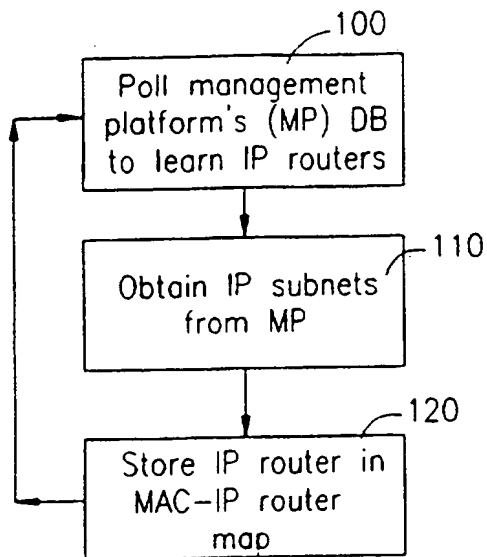 100
Poll management
platform's (MP) DB
to learn IP routers
110
Obtain IP subnets
from MP
120
Store IP router in
MAC-IP router
map